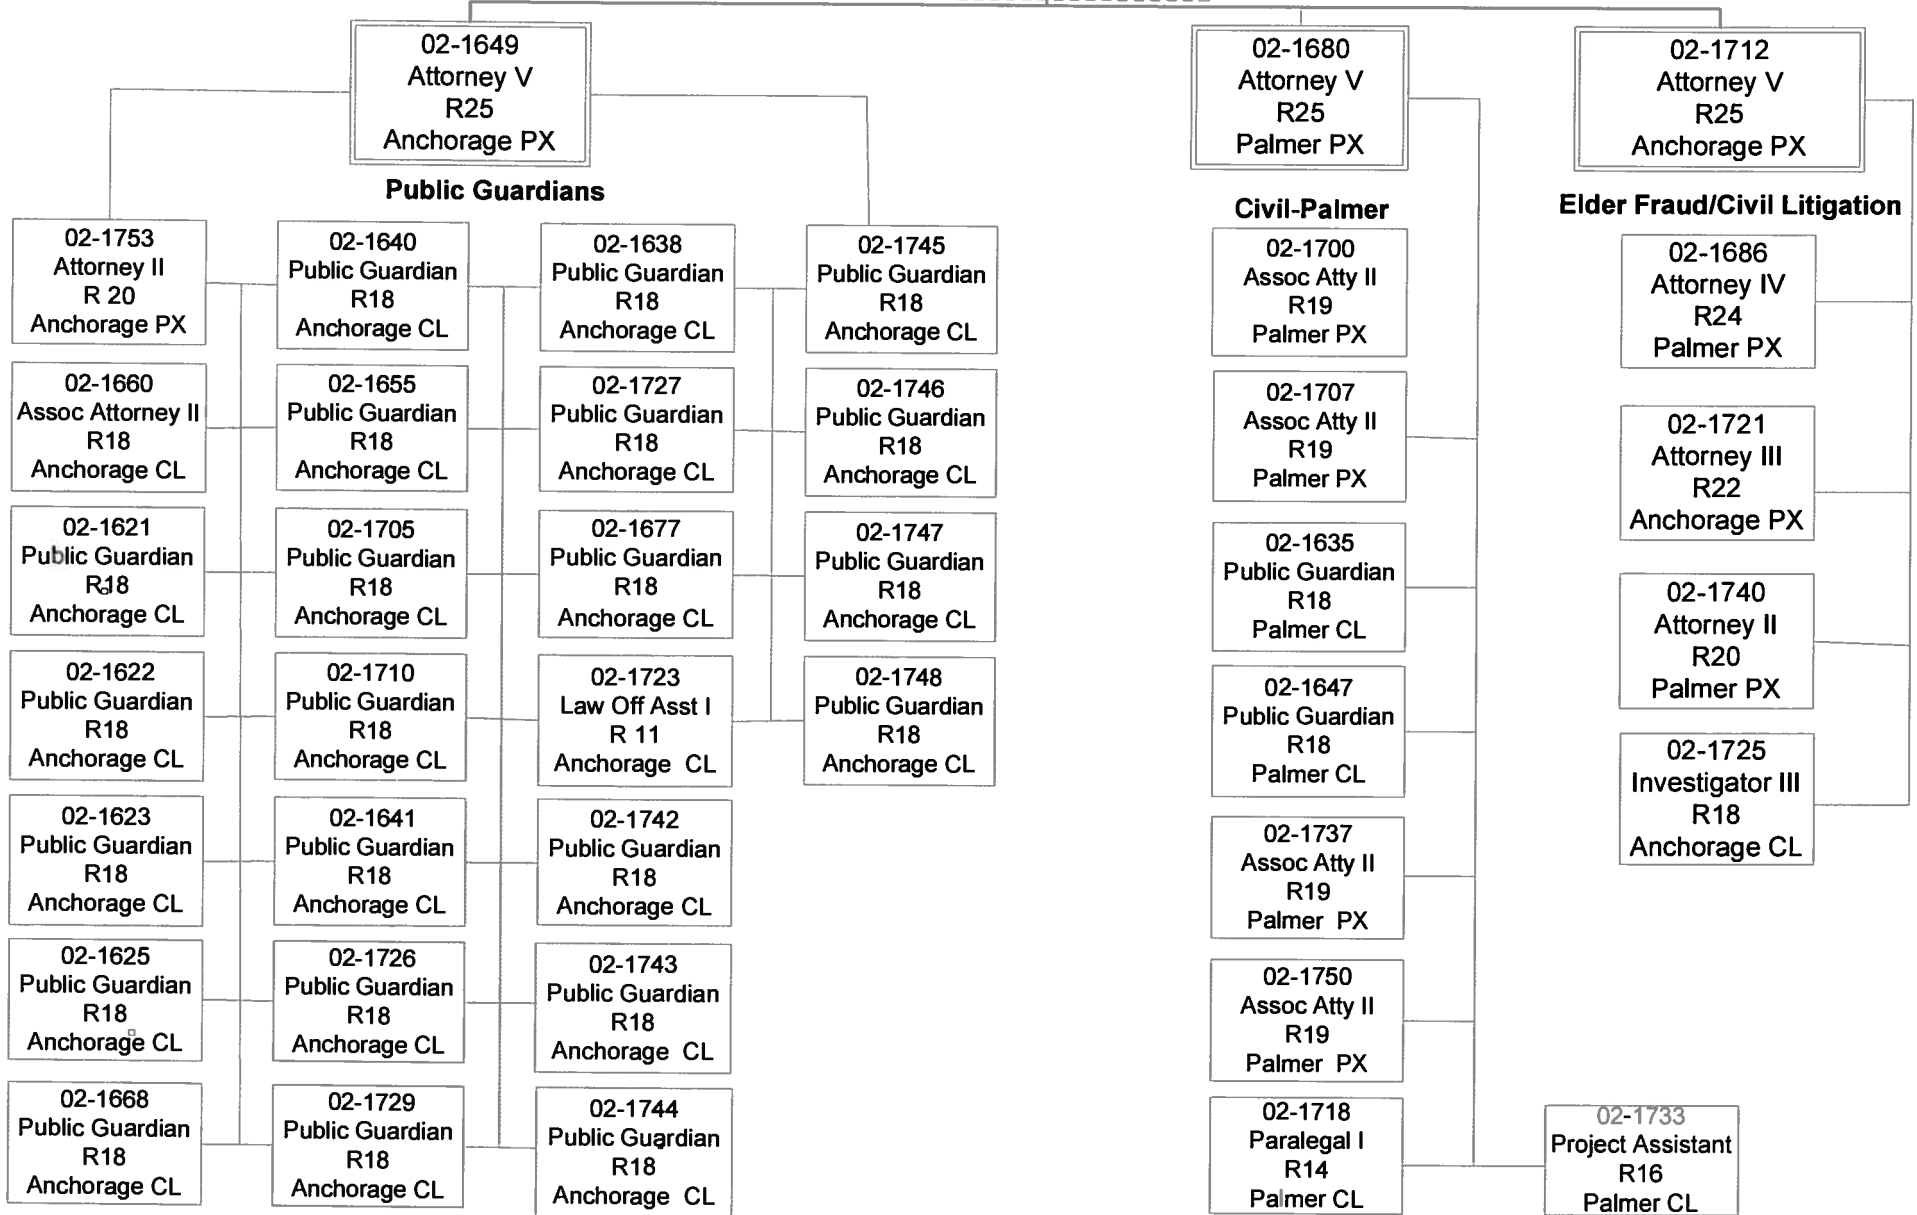 02-1649
Attorney V
R25
Anchorage PX
Public Guardians
02-1753
Attorney II
R 20
Anchorage PX
02-1660
Assoc Attorney II
R18
Anchorage CL
02-1621
Public Guardian
R18
Anchorage CL
02-1622
Public Guardian
R18
Anchorage CL
02-1623
Public Guardian
R18
Anchorage CL
02-1625
Public Guardian
R18
Anchorage CL
02-1668
Public Guardian
R18
Anchorage CL
02-1640
Public Guardian
R18
Anchorage CL
02-1655
Public Guardian
R18
Anchorage CL
02-1705
Public Guardian
R18
Anchorage CL
02-1710
Public Guardian
R18
Anchorage CL
02-1641
Public Guardian
R18
Anchorage CL
02-1726
Public Guardian
R18
Anchorage CL
02-1729
Public Guardian
R18
Anchorage CL
02-1638
Public Guardian
R18
Anchorage CL
02-1727
Public Guardian
R18
Anchorage CL
02-1677
Public Guardian
R18
Anchorage CL
02-1723
Law Off Asst I
R 11
Anchorage CL
02-1742
Public Guardian
R18
Anchorage CL
02-1743
Public Guardian
R18
Anchorage CL
02-1744
Public Guardian
R18
Anchorage CL
02-1745
Public Guardian
R18
Anchorage CL
02-1746
Public Guardian
R18
Anchorage CL
02-1747
Public Guardian
R18
Anchorage CL
02-1748
Public Guardian
R18
Anchorage CL
02-1680
Attorney V
R25
Palmer PX
Civil-Palmer
02-1700
Assoc Atty II
R19
Palmer PX
02-1707
Assoc Atty II
R19
Palmer PX
02-1635
Public Guardian
R18
Palmer CL
02-1647
Public Guardian
R18
Palmer CL
02-1737
Assoc Atty II
R19
Palmer PX
02-1750
Assoc Atty II
R19
Palmer PX
02-1718
Paralegal I
R14
Palmer CL
02-1733
Project Assistant
R16
Palmer CL
02-1712
Attorney V
R25
Anchorage PX
Elder Fraud/Civil Litigation
02-1686
Attorney IV
R24
Palmer PX
02-1721
Attorney III
R22
Anchorage PX
02-1740
Attorney II
R20
Palmer PX
02-1725
Investigator III
R18
Anchorage CL